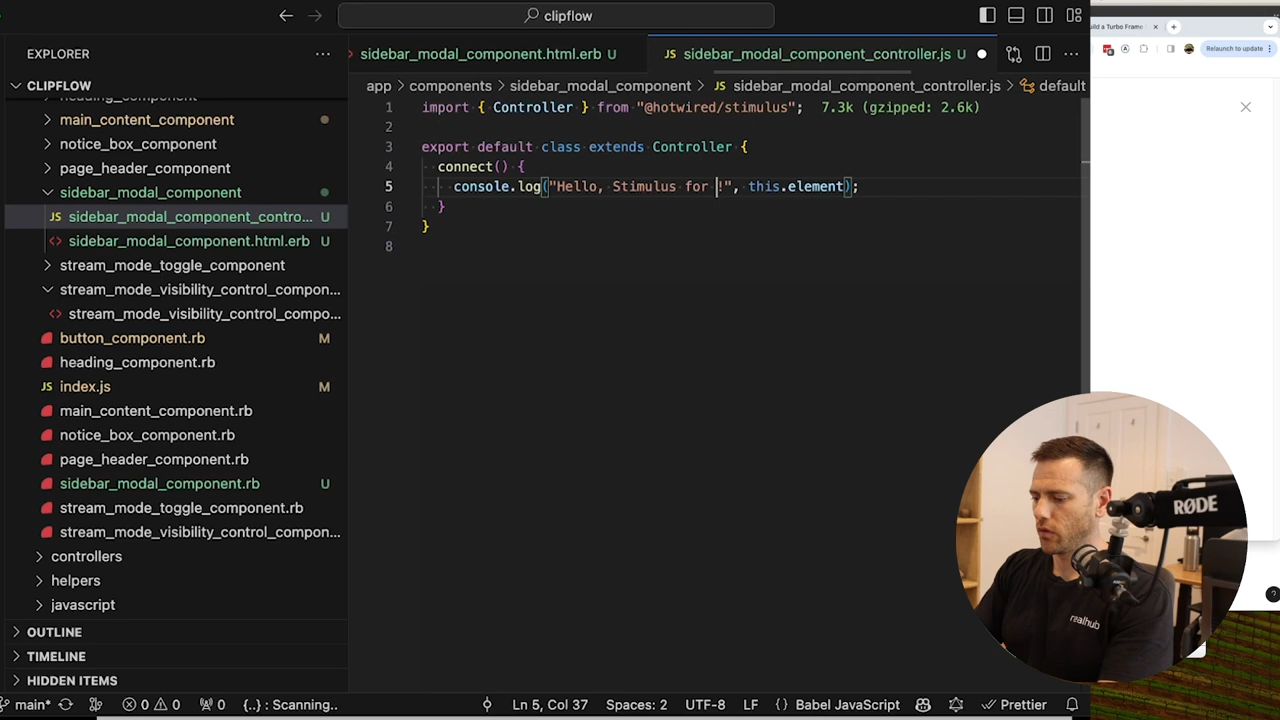 clipflow
EXPLORER
sidebar_modal_component.html.erb U
sidebar_modal_component_controller.js U
ild a Turbo Frame
Relaunch to update
CLIPFLOW
app > components > sidebar_modal_component > sidebar_modal_component_controller.js > default
heading_component
main_content_component
notice_box_component
page_header_component
sidebar_modal_component
sidebar_modal_component_contro... U
sidebar_modal_component.html.erb U
stream_mode_toggle_component
stream_mode_visibility_control_compon...
stream_mode_visibility_control_compo...
button_component.rb M
heading_component.rb
index.js M
main_content_component.rb
notice_box_component.rb
page_header_component.rb
sidebar_modal_component.rb U
stream_mode_toggle_component.rb
stream_mode_visibility_control_compon...
controllers
helpers
javascript
OUTLINE
TIMELINE
HIDDEN ITEMS
1 import { Controller } from "@hotwired/stimulus"; 7.3k (gzipped: 2.6k)
2
3 export default class extends Controller {
4 connect() {
5 console.log("Hello, Stimulus for !", this.element);
6 }
7 }
8
RØDE
realhub
main* 0 0 0 {..} : Scanning.. Ln 5, Col 37 Spaces: 2 UTF-8 LF {} Babel JavaScript Prettier